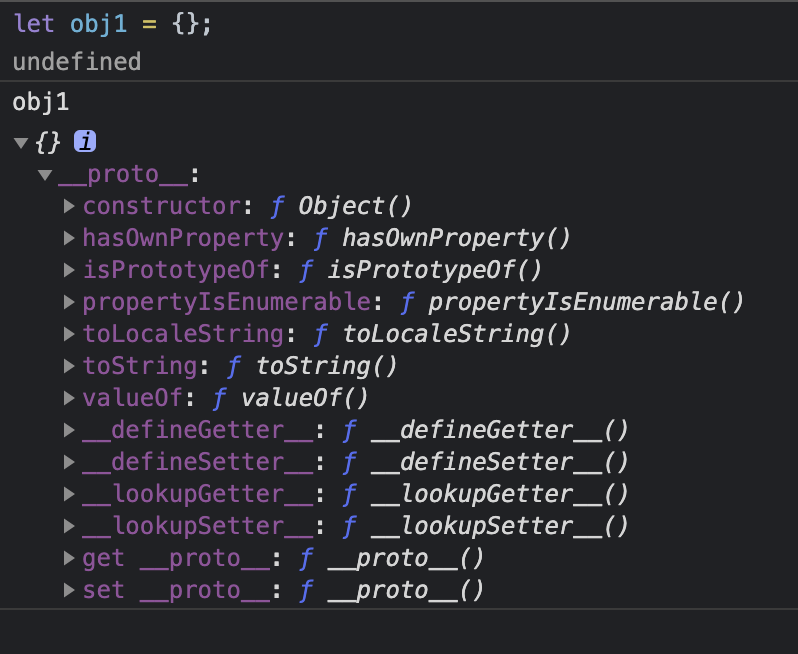 let obj1 = {};
undefined
obj1
▼{} i
▼__proto__:
▶constructor: ƒ Object()
▶hasOwnProperty: ƒ hasOwnProperty()
▶isPrototypeOf: ƒ isPrototypeOf()
▶propertyIsEnumerable: ƒ propertyIsEnumerable()
▶toLocaleString: ƒ toLocaleString()
▶toString: ƒ toString()
▶valueOf: ƒ valueOf()
▶__defineGetter__: ƒ __defineGetter__()
▶__defineSetter__: ƒ __defineSetter__()
▶__lookupGetter__: ƒ __lookupGetter__()
▶__lookupSetter__: ƒ __lookupSetter__()
▶get __proto__: ƒ __proto__()
▶set __proto__: ƒ __proto__()